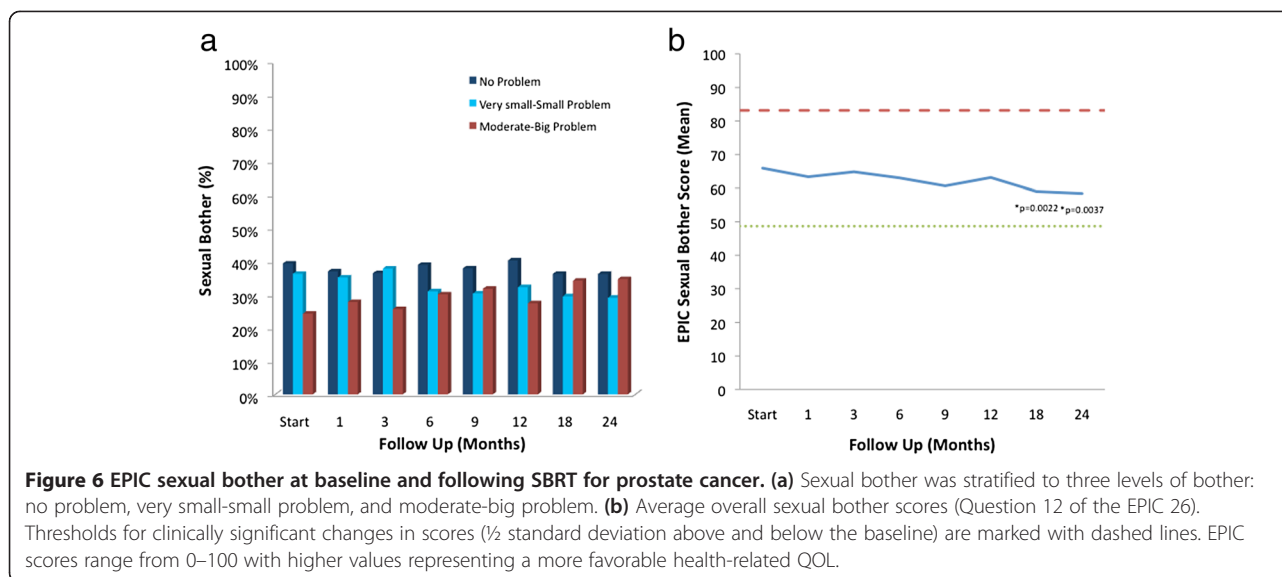 a
100%
90%
80%
70%
60%
50%
40%
30%
20%
10%
0%
Sexual Bother (%)
No Problem
Very small-Small Problem
Moderate-Big Problem
Start 1 3 6 9 12 18 24
Follow Up (Months)
b
100
90
80
70
60
50
40
30
20
10
0
EPIC Sexual Bother Score (Mean)
*p=0.0022 *p=0.0037
Start 1 3 6 9 12 18 24
Follow Up (Months)
Figure 6 EPIC sexual bother at baseline and following SBRT for prostate cancer. (a) Sexual bother was stratified to three levels of bother:
no problem, very small-small problem, and moderate-big problem. (b) Average overall sexual bother scores (Question 12 of the EPIC 26).
Thresholds for clinically significant changes in scores (½ standard deviation above and below the baseline) are marked with dashed lines. EPIC
scores range from 0–100 with higher values representing a more favorable health-related QOL.